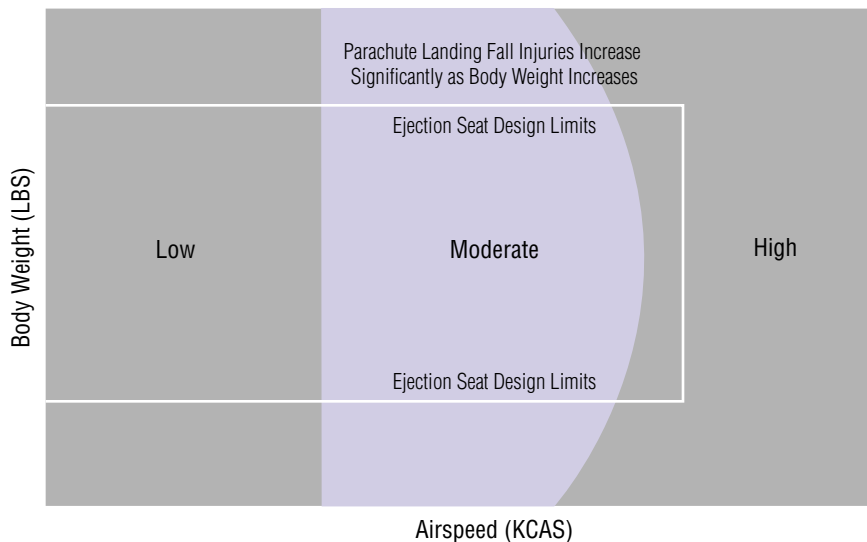 Parachute Landing Fall Injuries Increase
Significantly as Body Weight Increases
Ejection Seat Design Limits
Body Weight (LBS)
Low
Moderate
High
Ejection Seat Design Limits
Airspeed (KCAS)